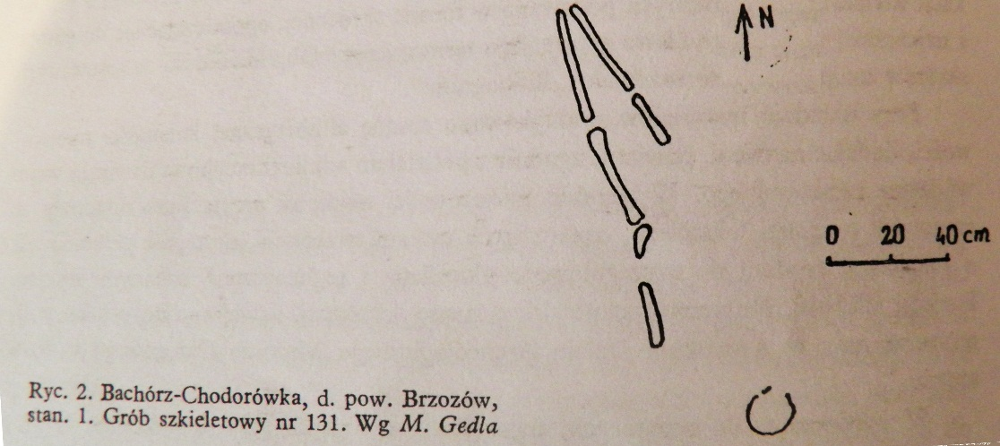 N
0 20 40 cm
Ryc. 2. Bachórz-Chodorówka, d. pow. Brzozów,
stan. 1. Grób szkieletowy nr 131. Wg M. Gedla